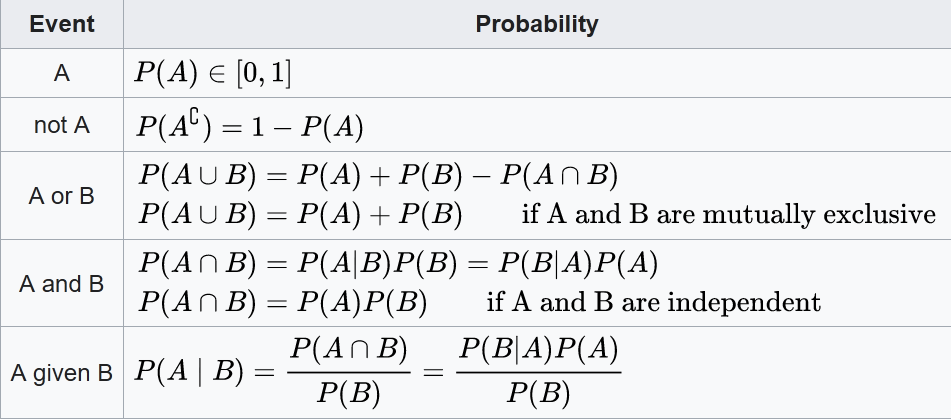 Event Probability
A P(A) ∈ [0, 1]
not A P(A^∁) = 1 − P(A)
A or B
P(A ∪ B) = P(A) + P(B) − P(A ∩ B)
P(A ∪ B) = P(A) + P(B) if A and B are mutually exclusive
A and B
P(A ∩ B) = P(A|B)P(B) = P(B|A)P(A)
P(A ∩ B) = P(A)P(B) if A and B are independent
A given B P(A | B) = P(A ∩ B)/P(B) = P(B|A)P(A)/P(B)